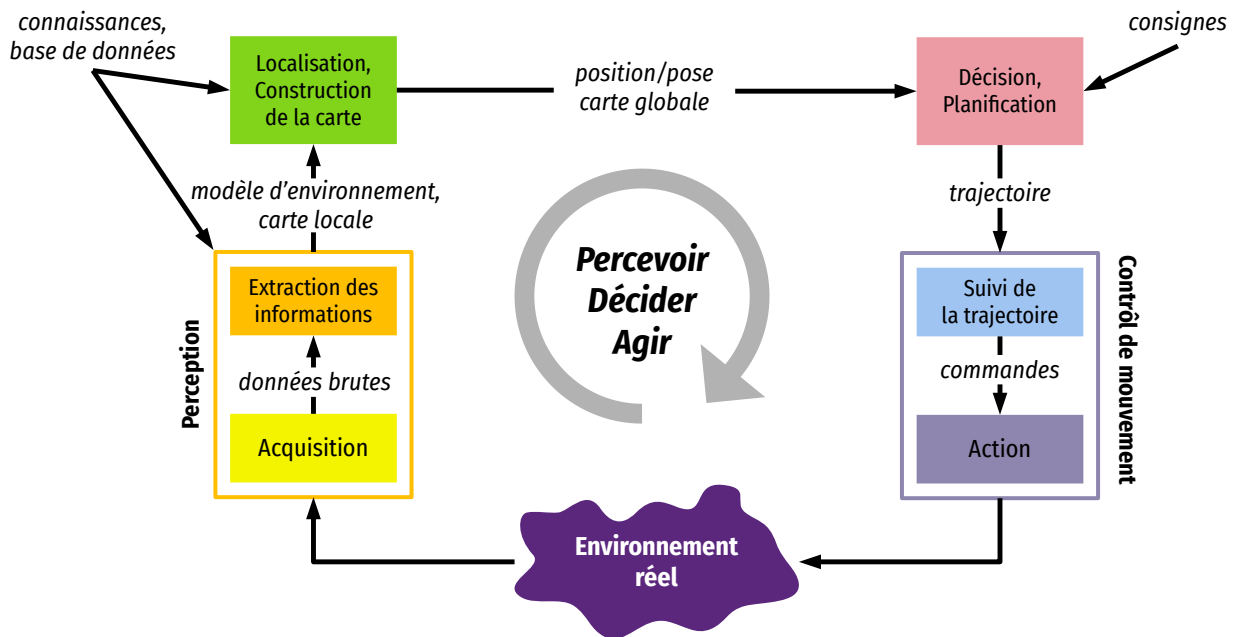 connaissances,
base de données
Localisation,
Construction
de la carte
position/pose
carte globale
Décision,
Planification
consignes
modèle d'environnement,
carte locale
trajectoire
Perception
Extraction des
informations
données brutes
Acquisition
Percevoir
Décider
Agir
Suivi de
la trajectoire
commandes
Action
Contrôl de mouvement
Environnement
réel